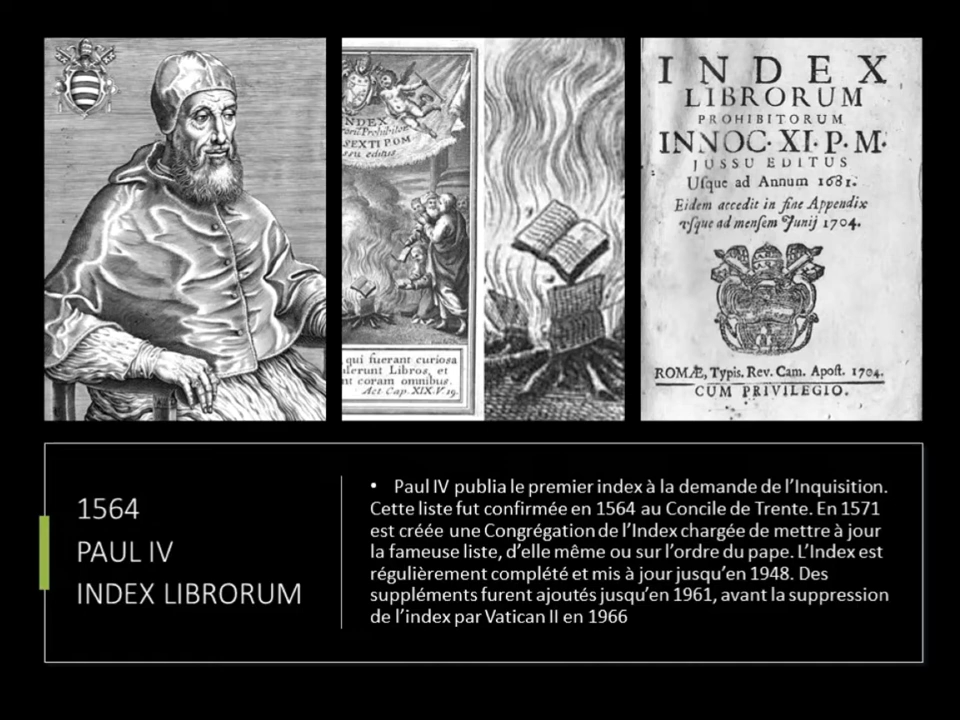 NDEX
SEXTI P.OM
ssu editus
qui fuerant curiosa
Libros, et
nt coram omnibus.
Act Cap. XIX.V 19.
INDEX
LIBRORUM
PROHIBITORUM
INNOC·XI·P·M·
JUSSU EDITUS
Uſque ad Annum 1681.
Eidem accedit in fine Appendix
uſque ad menſem Junij 1704.
ROMÆ, Typis. Rev. Cam. Apoſt. 1704.
CUM PRIVILEGIO.
1564
PAUL IV
INDEX LIBRORUM
• Paul IV publia le premier index à la demande de l’Inquisition.
Cette liste fut confirmée en 1564 au Concile de Trente. En 1571
est créée une Congrégation de l’Index chargée de mettre à jour
la fameuse liste, d’elle même ou sur l’ordre du pape. L’Index est
régulièrement complété et mis à jour jusqu’en 1948. Des
suppléments furent ajoutés jusqu’en 1961, avant la suppression
de l’index par Vatican II en 1966